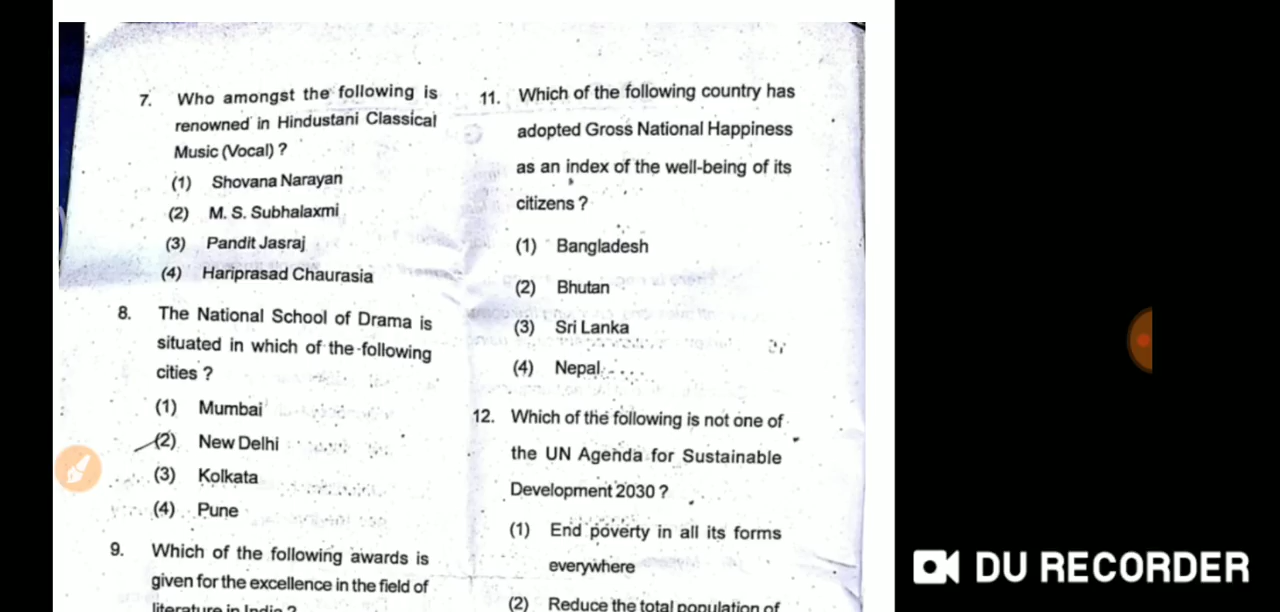 7. Who amongst the following is
renowned in Hindustani Classical
Music (Vocal) ?
(1) Shovana Narayan
(2) M. S. Subhalaxmi
(3) Pandit Jasraj
(4) Hariprasad Chaurasia
8. The National School of Drama is
situated in which of the following
cities ?
(1) Mumbai
(2) New Delhi
(3) Kolkata
(4) Pune
9. Which of the following awards is
given for the excellence in the field of
literature in India ?
11. Which of the following country has
adopted Gross National Happiness
as an index of the well-being of its
citizens ?
(1) Bangladesh
(2) Bhutan
(3) Sri Lanka
(4) Nepal
12. Which of the following is not one of
the UN Agenda for Sustainable
Development 2030 ?
(1) End poverty in all its forms
everywhere
(2) Reduce the total population of
DU RECORDER